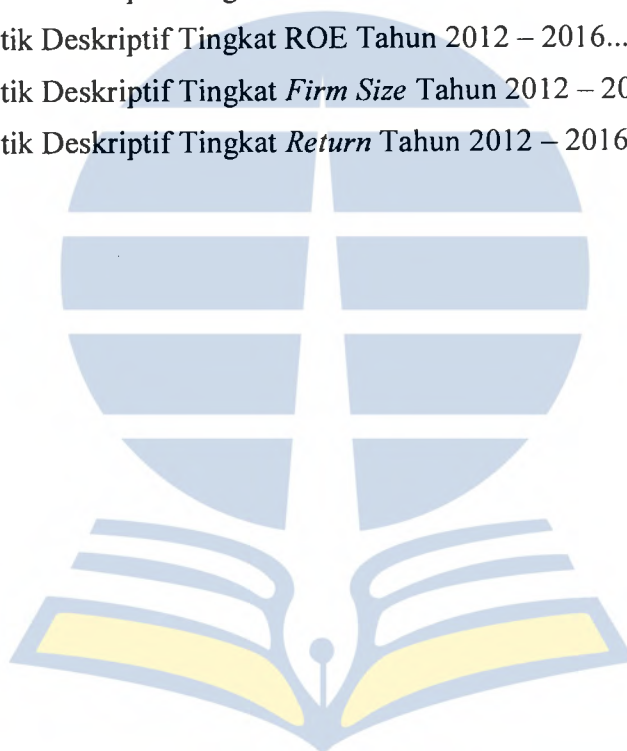 tik Deskriptif Tingkat ROE Tahun 2012 – 2016...
tik Deskriptif Tingkat Firm Size Tahun 2012 – 20
tik Deskriptif Tingkat Return Tahun 2012 – 2016